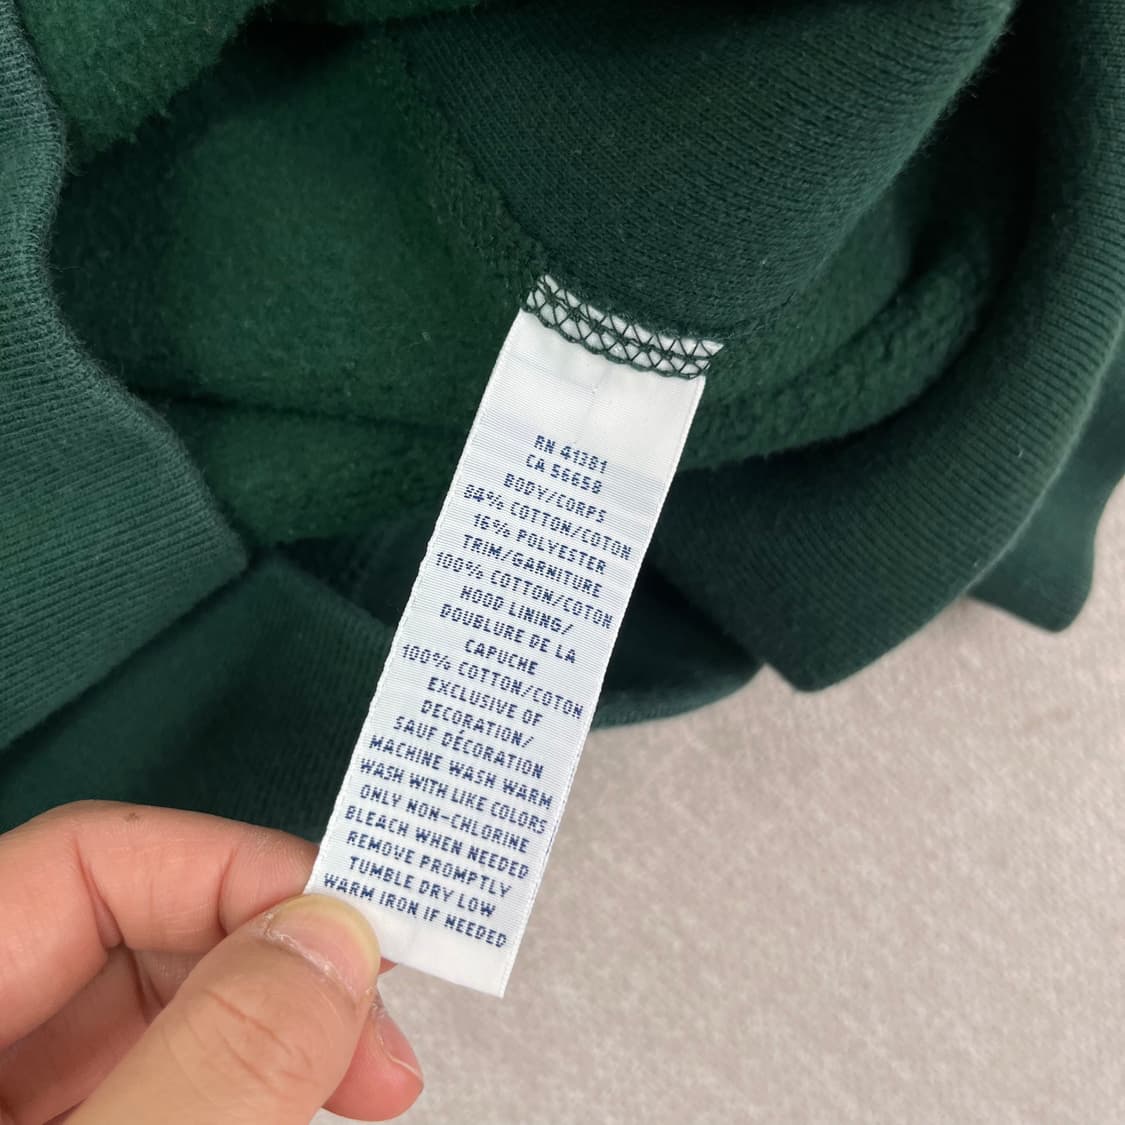 RN 41381
CA 56658
BODY/CORPS
84% COTTON/COTON
16% POLYESTER
TRIM/GARNITURE
100% COTTON/COTON
HOOD LINING/
DOUBLURE DE LA
CAPUCHE
100% COTTON/COTON
EXCLUSIVE OF
DECORATION/
SAUF DÉCORATION
MACHINE WASH WARM
WASH WITH LIKE COLORS
ONLY NON-CHLORINE
BLEACH WHEN NEEDED
REMOVE PROMPTLY
TUMBLE DRY LOW
WARM IRON IF NEEDED